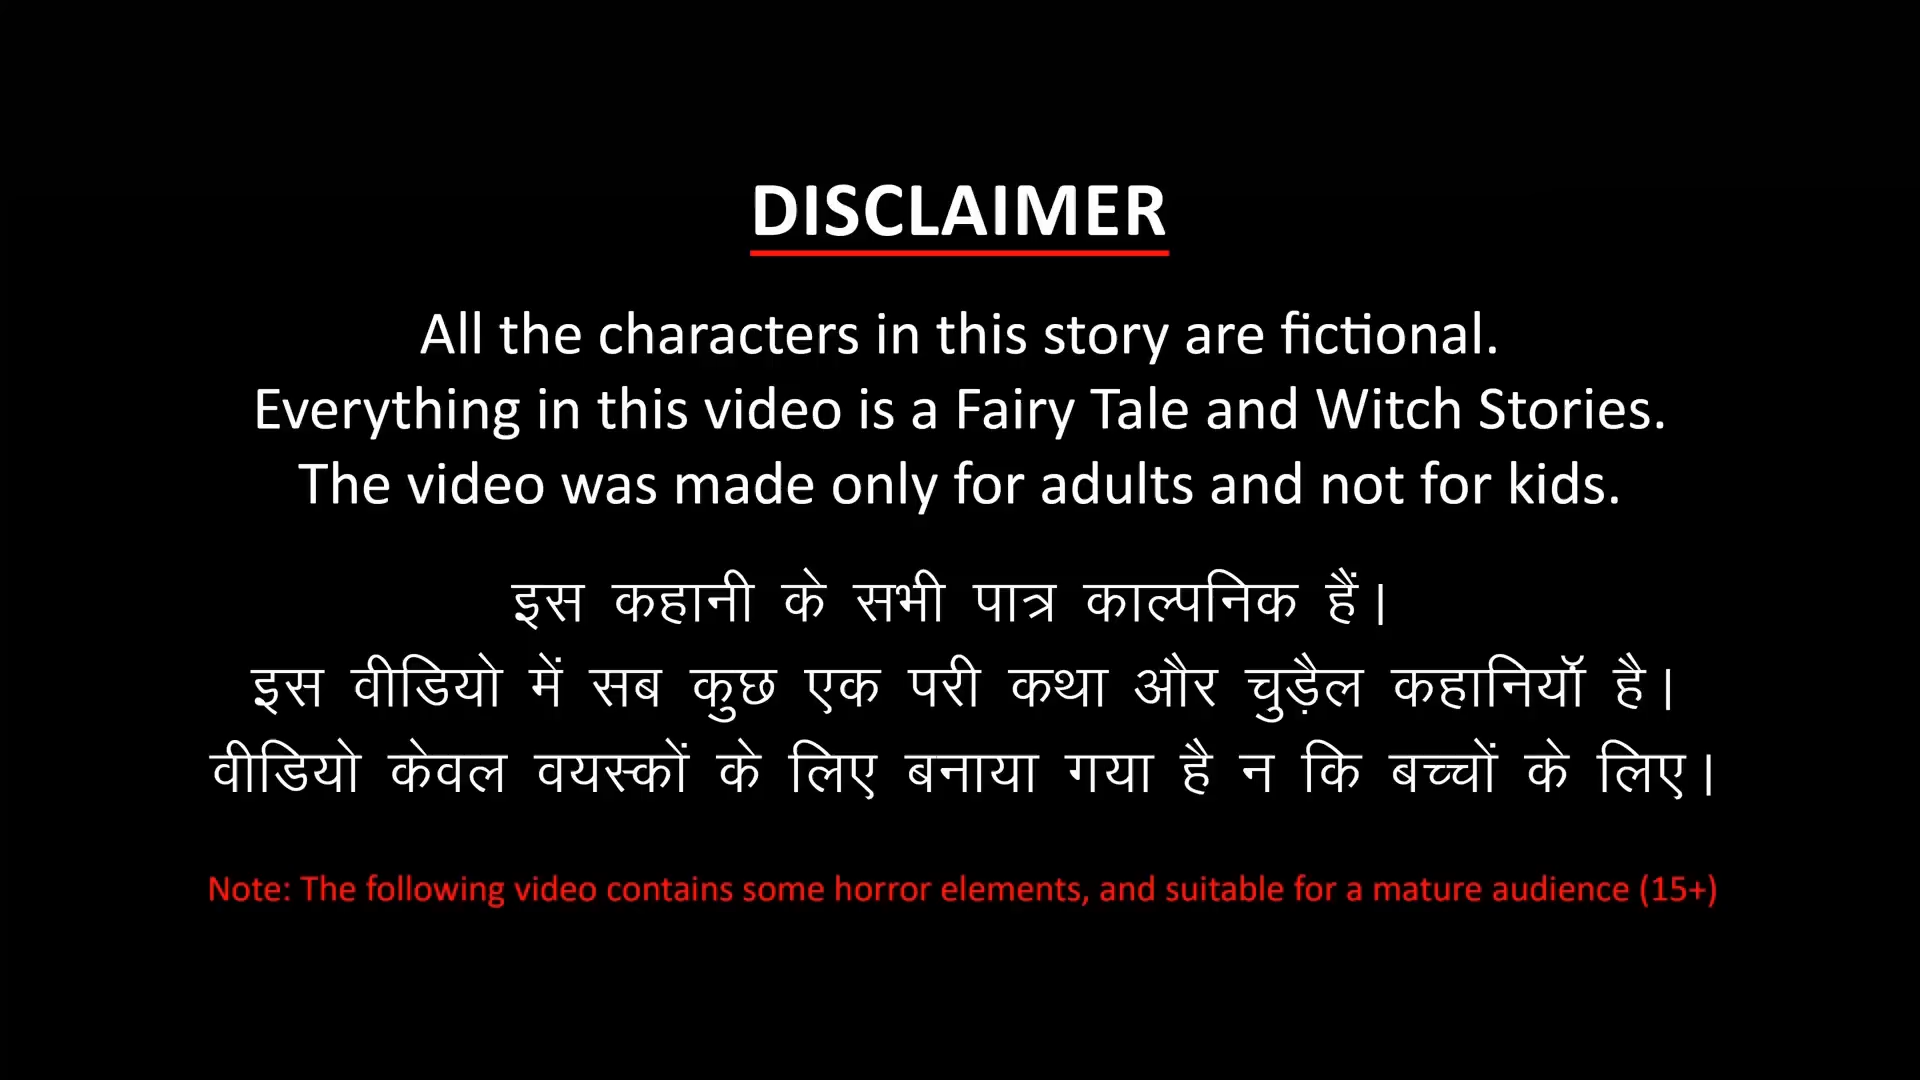 DISCLAIMER
All the characters in this story are fictional.
Everything in this video is a Fairy Tale and Witch Stories.
The video was made only for adults and not for kids.
इस कहानी के सभी पात्र काल्पनिक हैं।
इस वीडियो में सब कुछ एक परी कथा और चुड़ैल कहानियॉ है।
वीडियो केवल वयस्कों के लिए बनाया गया है न कि बच्चों के लिए।
Note: The following video contains some horror elements, and suitable for a mature audience (15+)